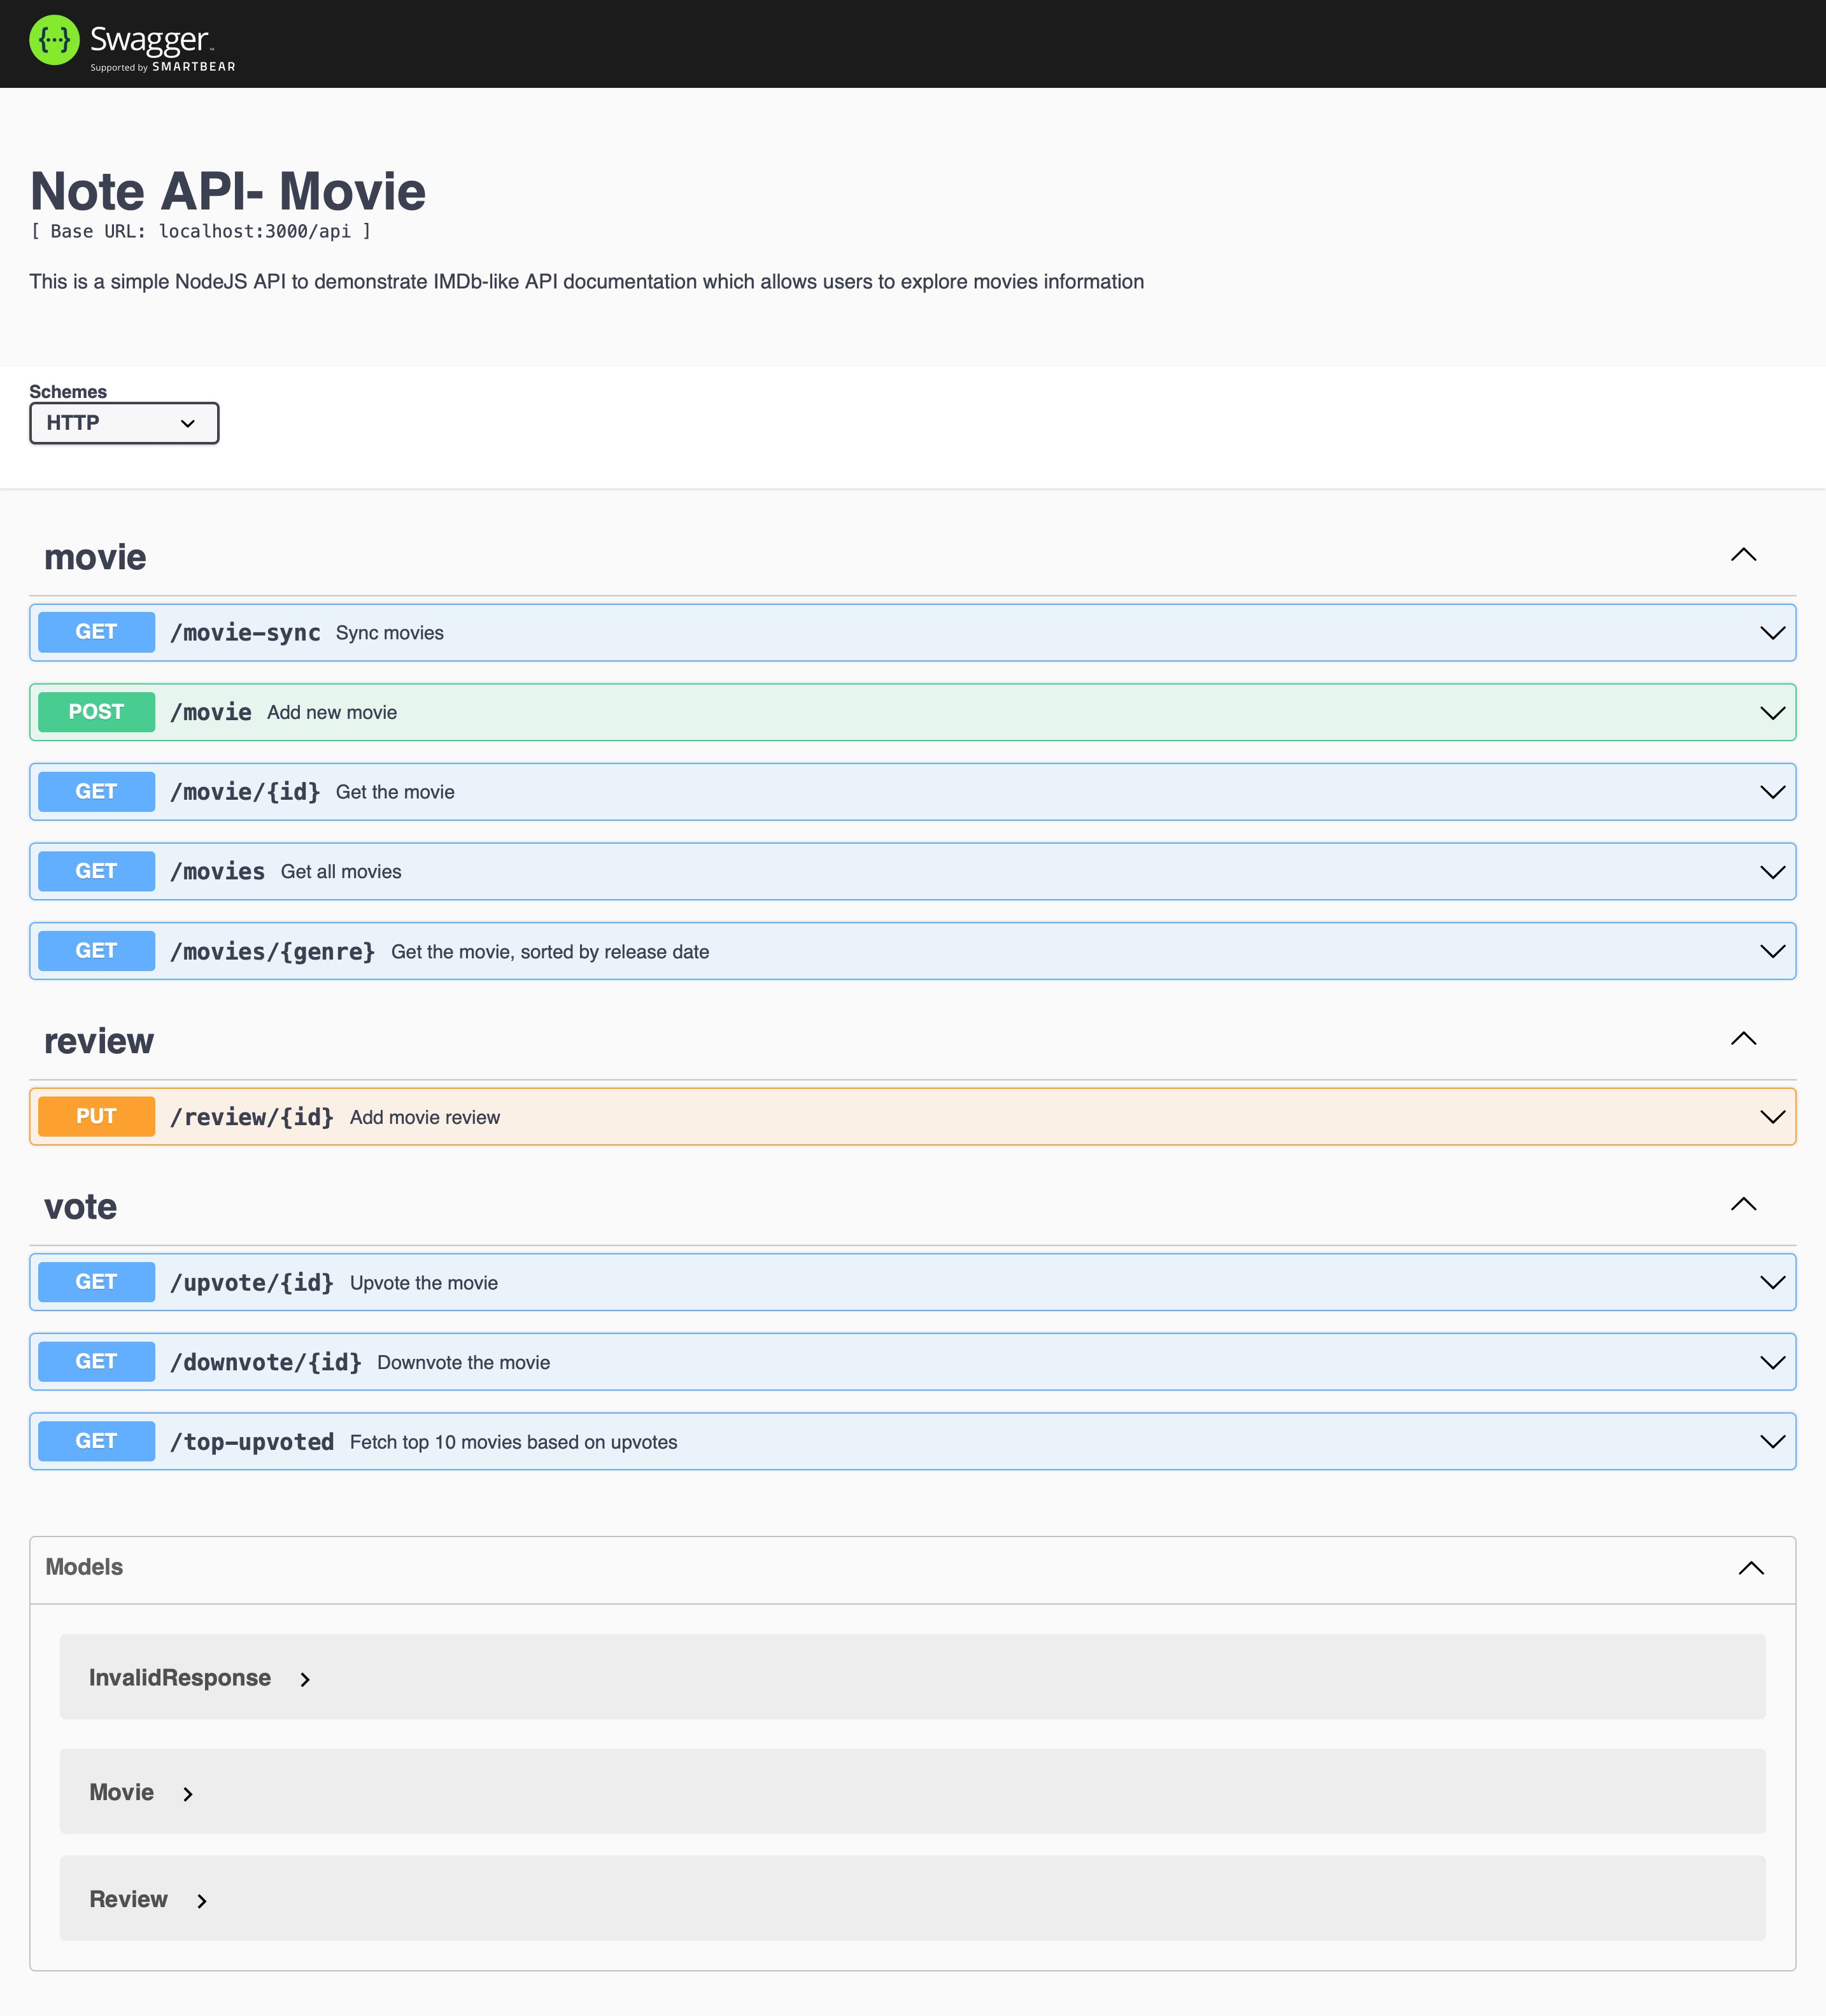 {···} Swagger™
Supported by SMARTBEAR
Note API- Movie
[ Base URL: localhost:3000/api ]
This is a simple NodeJS API to demonstrate IMDb-like API documentation which allows users to explore movies information
Schemes
HTTP
movie
GET /movie-sync Sync movies
POST /movie Add new movie
GET /movie/{id} Get the movie
GET /movies Get all movies
GET /movies/{genre} Get the movie, sorted by release date
review
PUT /review/{id} Add movie review
vote
GET /upvote/{id} Upvote the movie
GET /downvote/{id} Downvote the movie
GET /top-upvoted Fetch top 10 movies based on upvotes
Models
InvalidResponse
Movie
Review